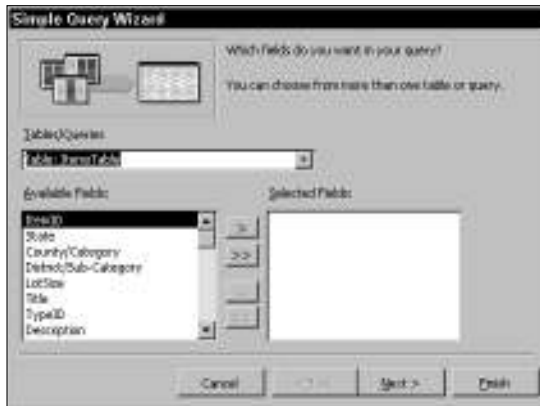 Simple Query Wizard
Which fields do you want in your query?
You can choose from more than one table or query.
Tables/Queries
Table: ItemsTable
Available Fields:
Selected Fields:
ItemID
State
County/Category
District/Sub-Category
LotSize
Title
TypeID
Description
>
>>
Cancel
Next >
Finish